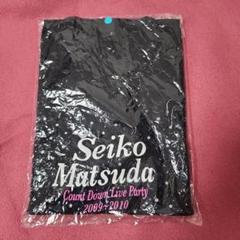 Seiko
Matsuda
Count Down Live Party
2009~2010